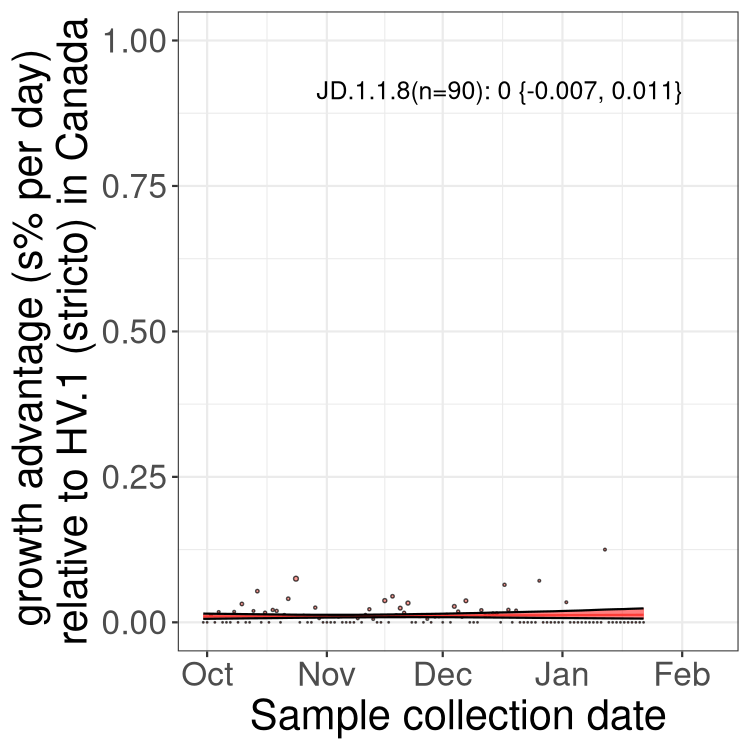 growth advantage (s% per day)
relative to HV.1 (stricto) in Canada
1.00
JD.1.1.8(n=90): 0 {-0.007, 0.011}
0.75
0.50
0.25
0.00
Oct Nov Dec Jan Feb
Sample collection date